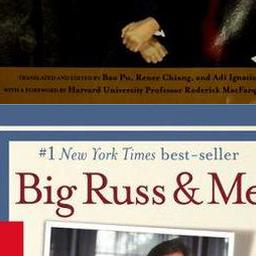 TRANSLATED AND EDITED BY Bao Pu, Renee Chiang, and Adi Ignatius
WITH A FOREWORD BY Harvard University Professor Roderick MacFarq
#1 New York Times best-seller
Big Russ & Me